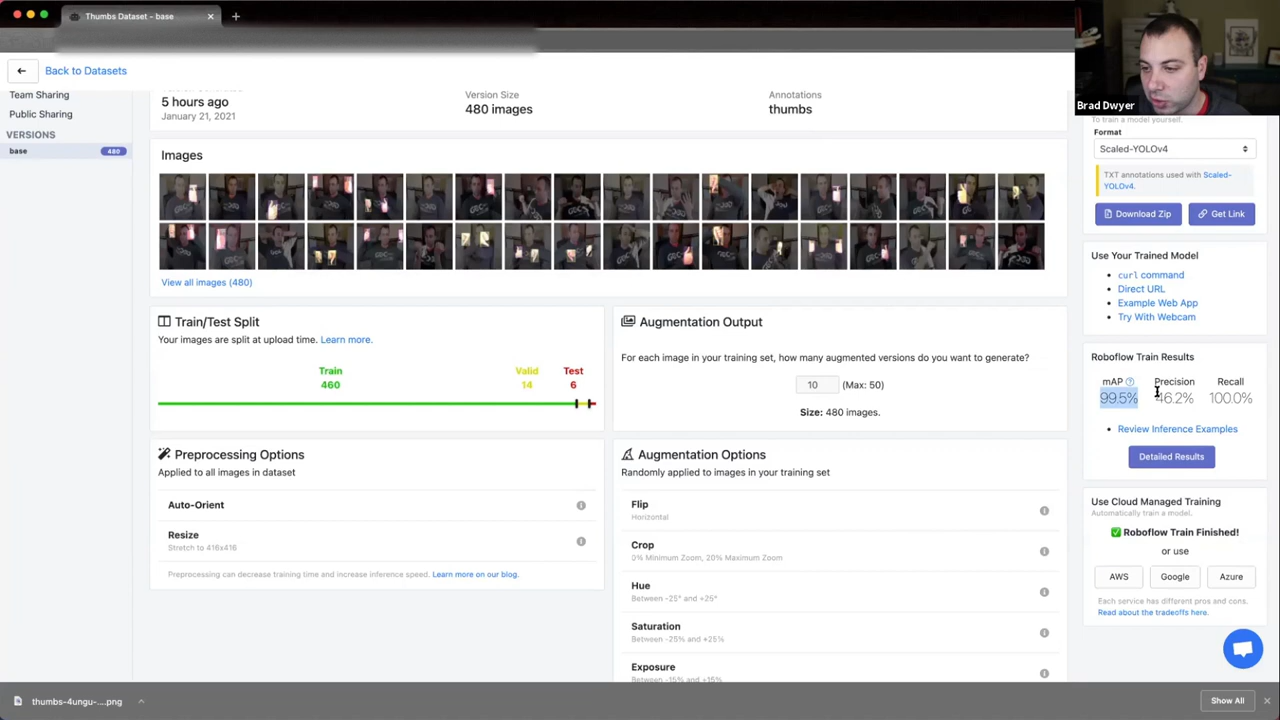 Thumbs Dataset - base
Brad Dwyer
Back to Datasets
Team Sharing
Public Sharing
VERSIONS
base
480
5 hours ago
January 21, 2021
Version Size
480 images
Annotations
thumbs
Images
View all images (480)
Train/Test Split
Your images are split at upload time. Learn more.
Train
460
Valid
14
Test
6
Augmentation Output
For each image in your training set, how many augmented versions do you want to generate?
10
(Max: 50)
Size: 480 images.
Preprocessing Options
Applied to all images in dataset
Auto-Orient
Resize
Stretch to 416x416
Preprocessing can decrease training time and increase inference speed. Learn more on our blog.
Augmentation Options
Randomly applied to images in your training set
Flip
Horizontal
Crop
0% Minimum Zoom, 20% Maximum Zoom
Hue
Between -25° and +25°
Saturation
Between -25% and +25%
Exposure
Between -15% and +15%
To train a model yourself.
Format
Scaled-YOLOv4
TXT annotations used with Scaled-
YOLOv4.
Download Zip
Get Link
Use Your Trained Model
curl command
Direct URL
Example Web App
Try With Webcam
Roboflow Train Results
mAP
Precision
Recall
99.5%
46.2%
100.0%
Review Inference Examples
Detailed Results
Use Cloud Managed Training
Automatically train a model.
Roboflow Train Finished!
or use
AWS
Google
Azure
Each service has different pros and cons.
Read about the tradeoffs here.
thumbs-4ungu-....png
Show All